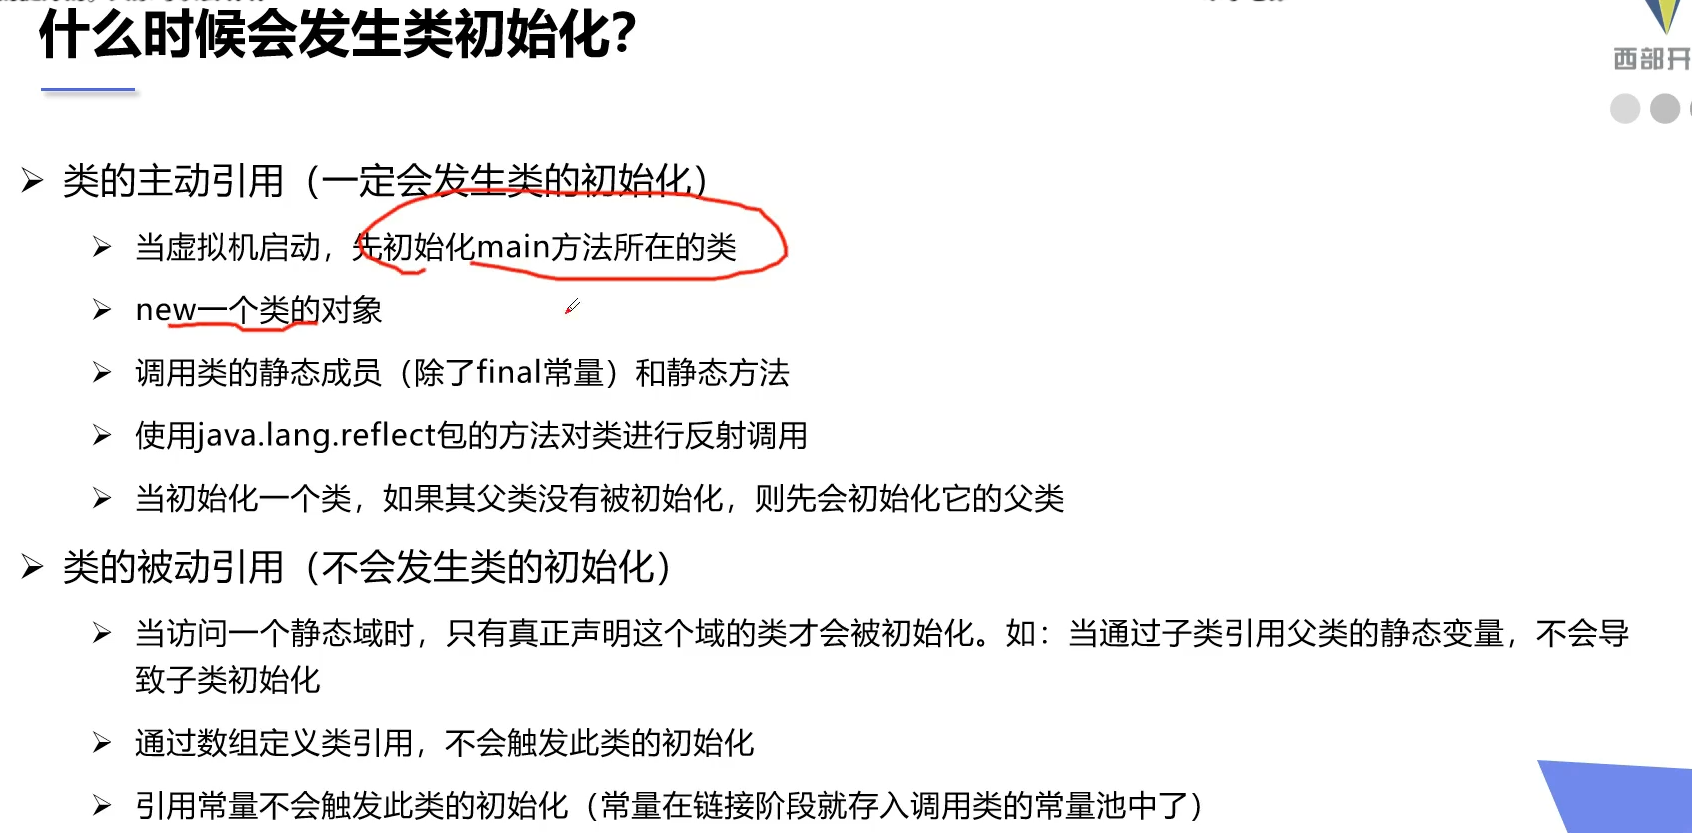 什么时候会发生类初始化?
西部开
类的主动引用（一定会发生类的初始化）
当虚拟机启动，先初始化main方法所在的类
new一个类的对象
调用类的静态成员（除了final常量）和静态方法
使用java.lang.reflect包的方法对类进行反射调用
当初始化一个类，如果其父类没有被初始化，则先会初始化它的父类
类的被动引用（不会发生类的初始化）
当访问一个静态域时，只有真正声明这个域的类才会被初始化。如：当通过子类引用父类的静态变量，不会导
致子类初始化
通过数组定义类引用，不会触发此类的初始化
引用常量不会触发此类的初始化（常量在链接阶段就存入调用类的常量池中了）